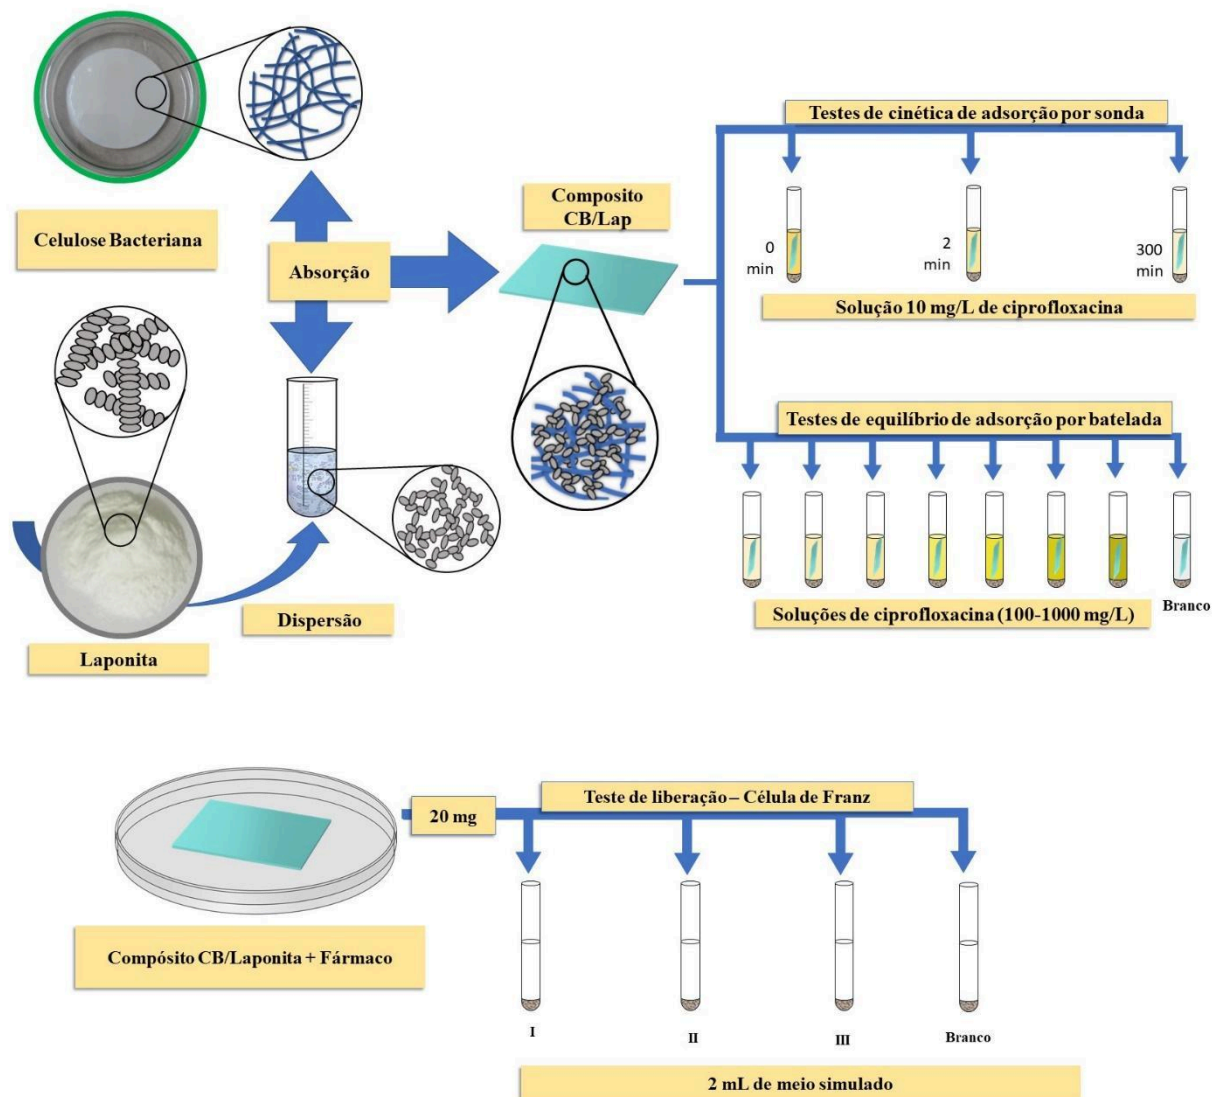 Celulose Bacteriana
Absorção
Composito
CB/Lap
Dispersão
Laponita
Testes de cinética de adsorção por sonda
0
min
2
min
300
min
Solução 10 mg/L de ciprofloxacina
Testes de equilíbrio de adsorção por batelada
Branco
Soluções de ciprofloxacina (100-1000 mg/L)
Compósito CB/Laponita + Fármaco
20 mg
Teste de liberação – Célula de Franz
I
II
III
Branco
2 mL de meio simulado